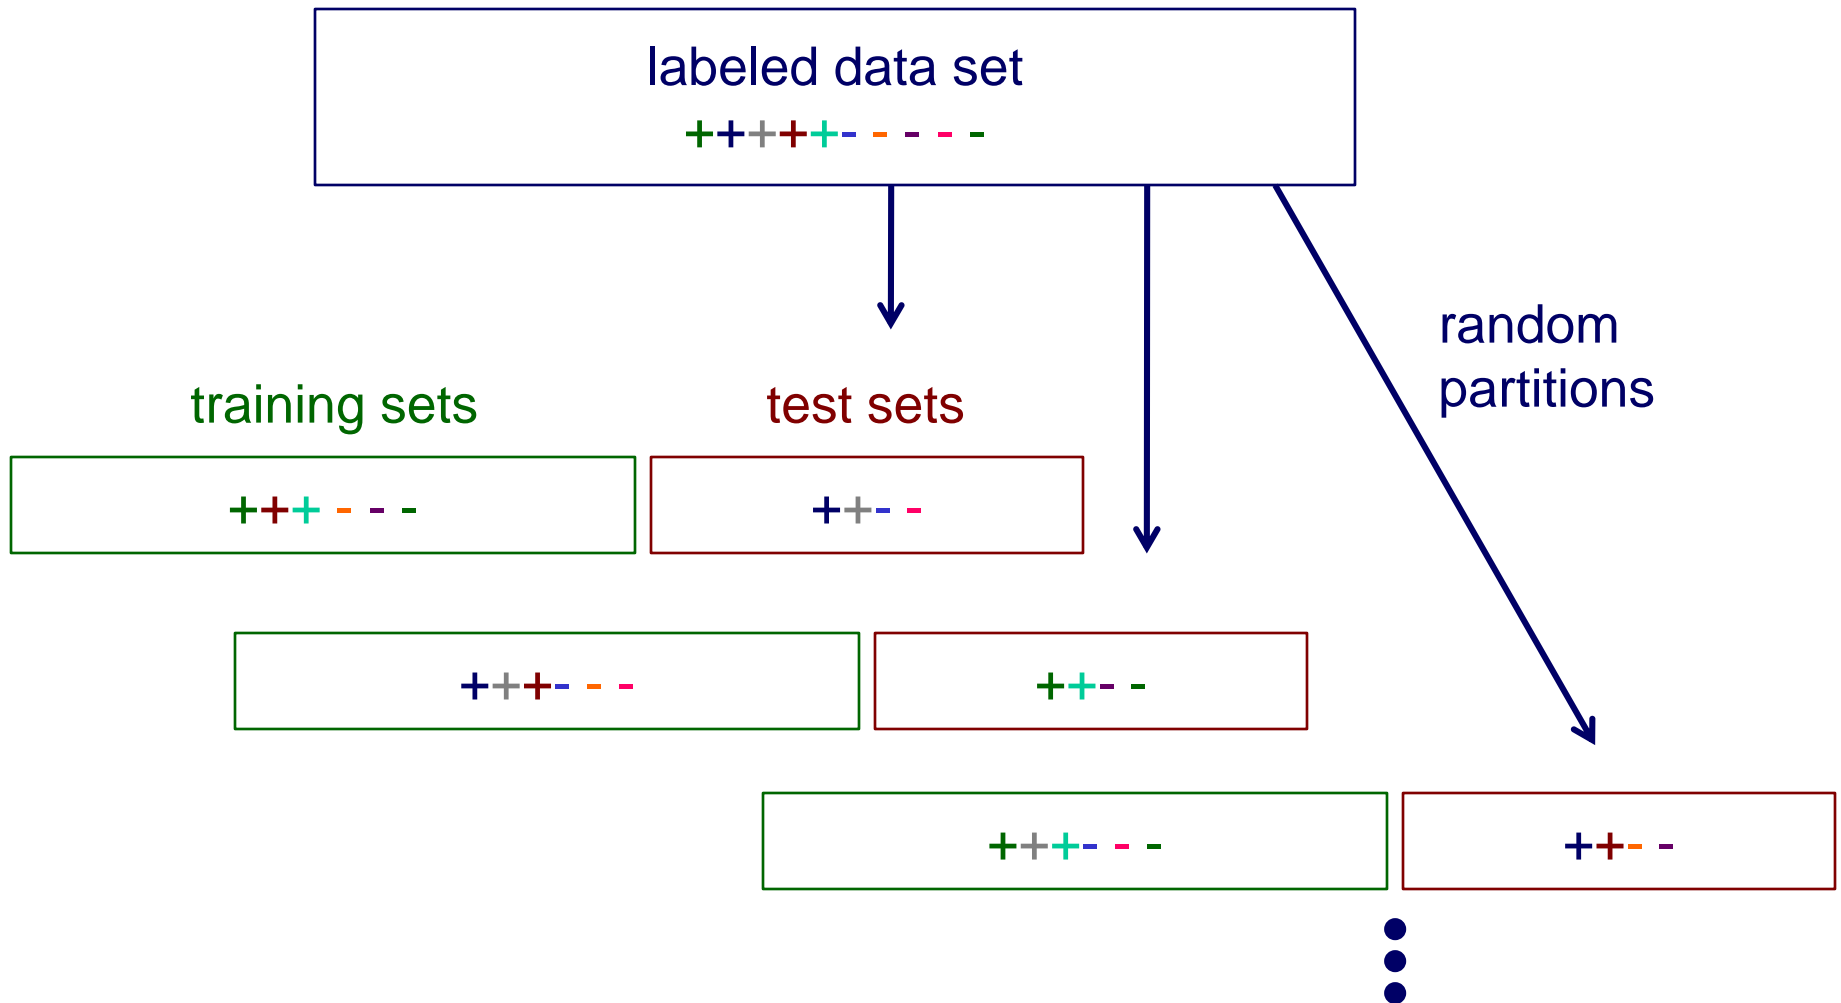 labeled data set
+++++- - - - -
random
partitions
training sets
test sets
+++ - - -
++- -
+++- - -
++- -
+++- - -
++- -